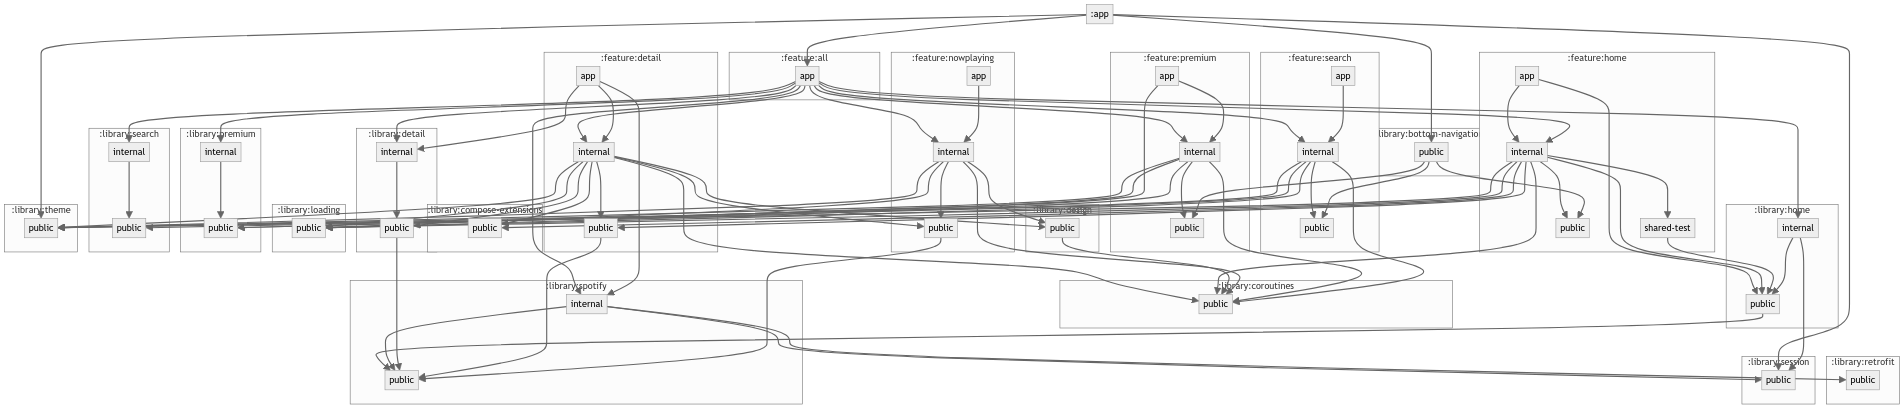 :app
:feature:detail
:feature:all
:feature:nowplaying
:feature:premium
:feature:search
:feature:home
app
app
app
app
app
app
:library:search
:library:premium
:library:detail
library:bottom-navigation
internal
internal
internal
internal
internal
internal
internal
public
internal
:library:theme
:library:loading
:library:compose-extensions
:library:home
public
public
public
public
public
public
public
public
public
public
public
public
shared-test
internal
:library:spotify
:library:coroutines
internal
public
public
:library:session
:library:retrofit
public
public
public